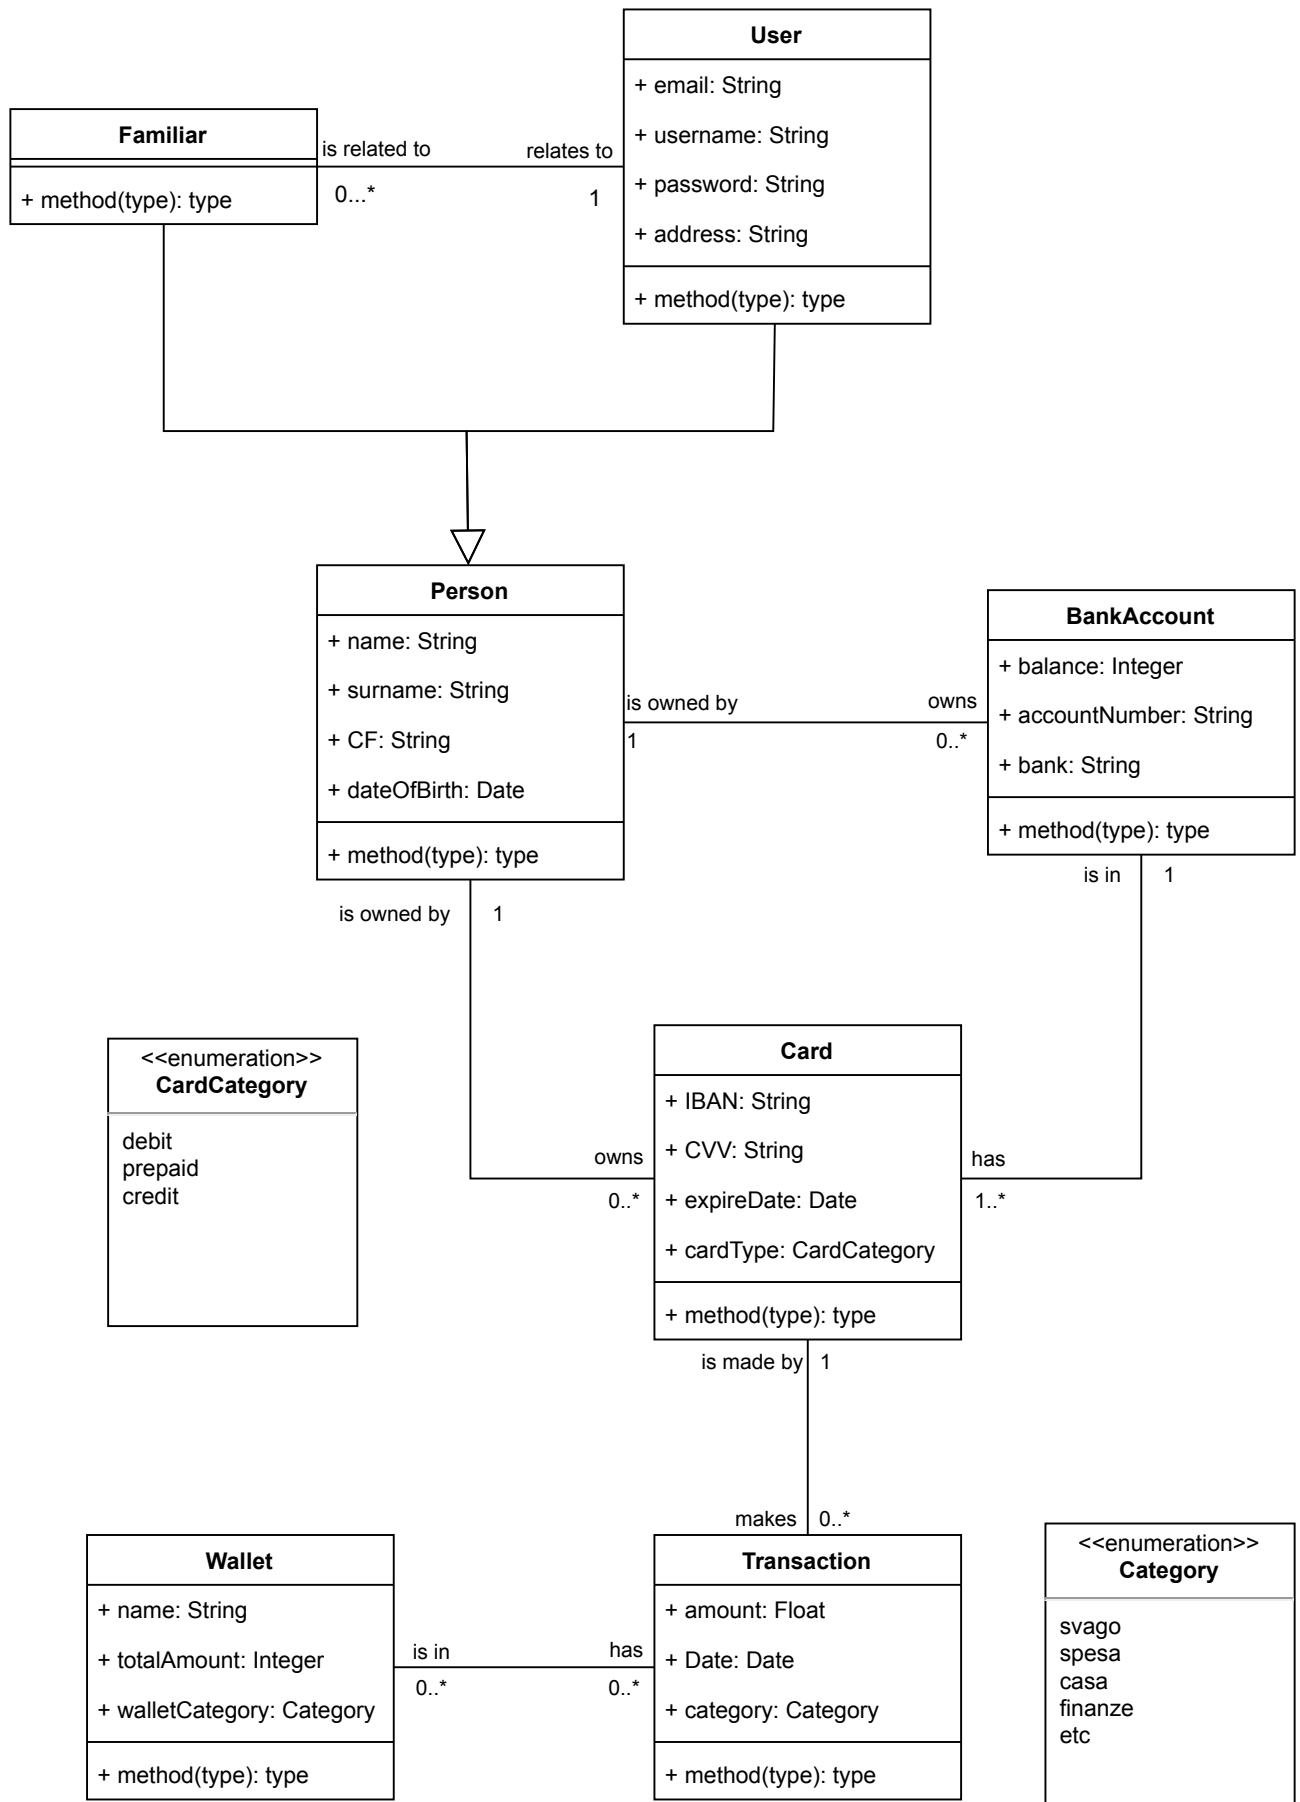 User
+ email: String
+ username: String
+ password: String
+ address: String
+ method(type): type
Familiar
+ method(type): type
is related to
relates to
0...*
1
Person
+ name: String
+ surname: String
+ CF: String
+ dateOfBirth: Date
+ method(type): type
BankAccount
+ balance: Integer
+ accountNumber: String
+ bank: String
+ method(type): type
is owned by
owns
1
0..*
is in
1
is owned by
1
<<enumeration>>
CardCategory
debit
prepaid
credit
Card
+ IBAN: String
+ CVV: String
+ expireDate: Date
+ cardType: CardCategory
+ method(type): type
owns
0..*
has
1..*
is made by
1
makes
0..*
Wallet
+ name: String
+ totalAmount: Integer
+ walletCategory: Category
+ method(type): type
is in
has
0..*
0..*
Transaction
+ amount: Float
+ Date: Date
+ category: Category
+ method(type): type
<<enumeration>>
Category
svago
spesa
casa
finanze
etc